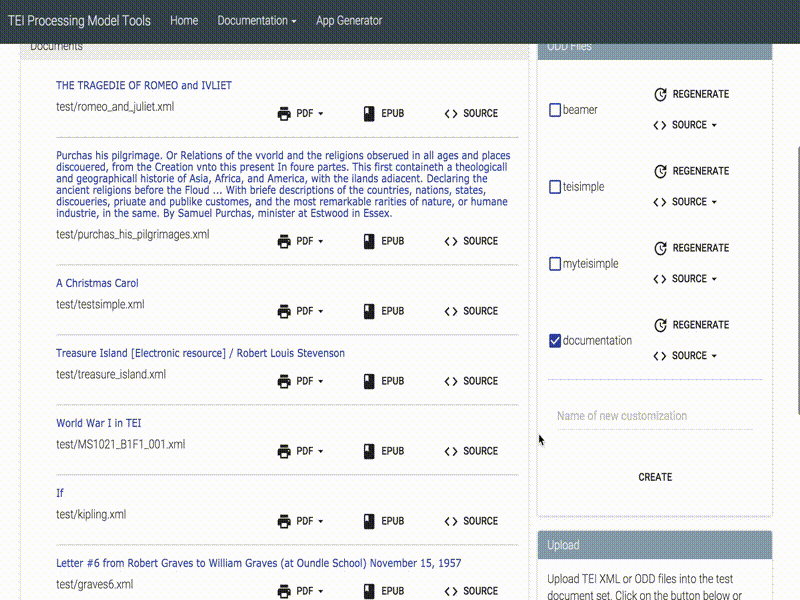 TEI Processing Model Tools Home Documentation App Generator
Documents
THE TRAGEDIE OF ROMEO and IVLIET
test/romeo_and_juliet.xml
PDF EPUB SOURCE
Purchas his pilgrimage. Or Relations of the vvorld and the religions obserued in all ages and places
discouered, from the Creation vnto this present In foure partes. This first containeth a theologicall
and geographicall historie of Asia, Africa, and America, with the ilands adiacent. Declaring the
ancient religions before the Floud ... With briefe descriptions of the countries, nations, states,
discoueries, priuate and publike customes, and the most remarkable rarities of nature, or humane
industrie, in the same. By Samuel Purchas, minister at Estwood in Essex.
test/purchas_his_pilgrimages.xml
PDF EPUB SOURCE
A Christmas Carol
test/testsimple.xml
PDF EPUB SOURCE
Treasure Island [Electronic resource] / Robert Louis Stevenson
test/treasure_island.xml
PDF EPUB SOURCE
World War I in TEI
test/MS1021_B1F1_001.xml
PDF EPUB SOURCE
If
test/kipling.xml
PDF EPUB SOURCE
Letter #6 from Robert Graves to William Graves (at Oundle School) November 15, 1957
test/graves6.xml
PDF EPUB SOURCE
ODD Files
beamer
REGENERATE
SOURCE
teisimple
REGENERATE
SOURCE
myteisimple
REGENERATE
SOURCE
documentation
REGENERATE
SOURCE
Name of new customization
CREATE
Upload
Upload TEI XML or ODD files into the test
document set. Click on the button below or